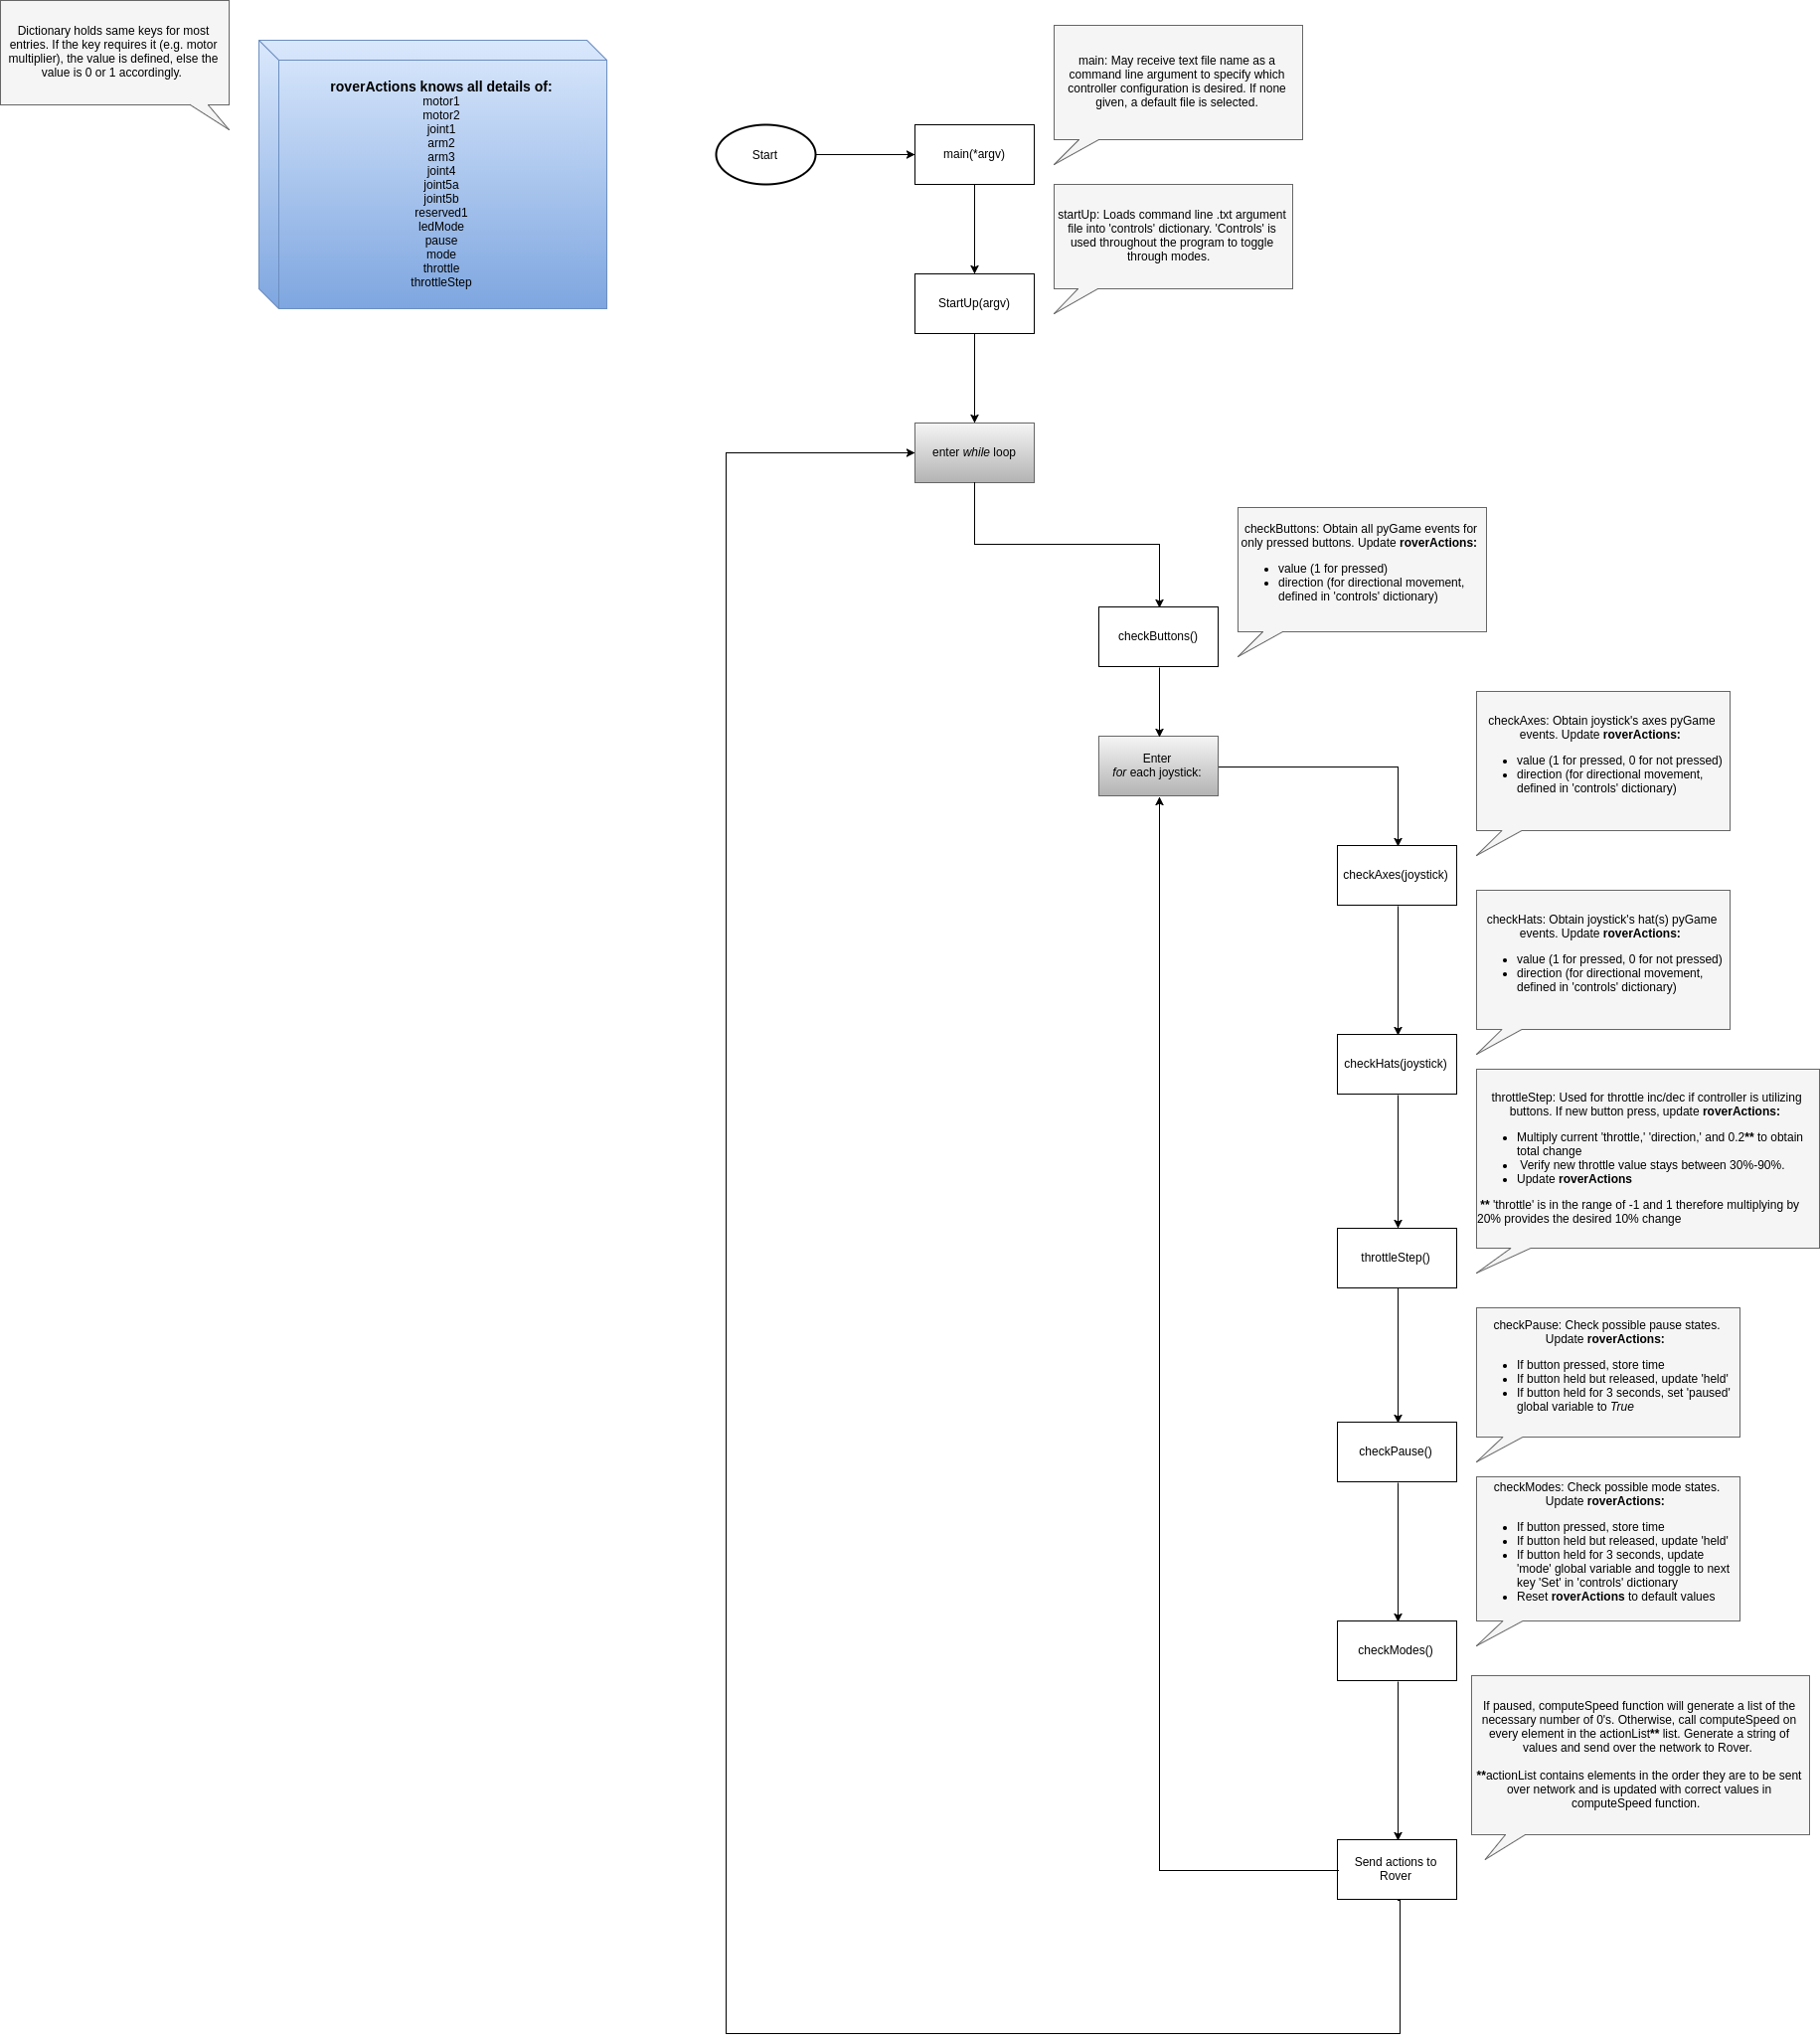 Dictionary holds same keys for most
entries. If the key requires it (e.g. motor
multiplier), the value is defined, else the
value is 0 or 1 accordingly.
roverActions knows all details of:
motor1
motor2
joint1
arm2
arm3
joint4
joint5a
joint5b
reserved1
ledMode
pause
mode
throttle
throttleStep
Start
main(*argv)
main: May receive text file name as a
command line argument to specify which
controller configuration is desired. If none
given, a default file is selected.
startUp: Loads command line .txt argument
file into 'controls' dictionary. 'Controls' is
used throughout the program to toggle
through modes.
StartUp(argv)
enter while loop
checkButtons: Obtain all pyGame events for
only pressed buttons. Update roverActions:
• value (1 for pressed)
• direction (for directional movement,
defined in 'controls' dictionary)
checkButtons()
Enter
for each joystick:
checkAxes: Obtain joystick's axes pyGame
events. Update roverActions:
• value (1 for pressed, 0 for not pressed)
• direction (for directional movement,
defined in 'controls' dictionary)
checkAxes(joystick)
checkHats: Obtain joystick's hat(s) pyGame
events. Update roverActions:
• value (1 for pressed, 0 for not pressed)
• direction (for directional movement,
defined in 'controls' dictionary)
checkHats(joystick)
throttleStep: Used for throttle inc/dec if controller is utilizing
buttons. If new button press, update roverActions:
• Multiply current 'throttle,' 'direction,' and 0.2** to obtain
total change
• Verify new throttle value stays between 30%-90%.
• Update roverActions
** 'throttle' is in the range of -1 and 1 therefore multiplying by
20% provides the desired 10% change
throttleStep()
checkPause: Check possible pause states.
Update roverActions:
• If button pressed, store time
• If button held but released, update 'held'
• If button held for 3 seconds, set 'paused'
global variable to True
checkPause()
checkModes: Check possible mode states.
Update roverActions:
• If button pressed, store time
• If button held but released, update 'held'
• If button held for 3 seconds, update
'mode' global variable and toggle to next
key 'Set' in 'controls' dictionary
• Reset roverActions to default values
checkModes()
If paused, computeSpeed function will generate a list of the
necessary number of 0's. Otherwise, call computeSpeed on
every element in the actionList** list. Generate a string of
values and send over the network to Rover.
**actionList contains elements in the order they are to be sent
over network and is updated with correct values in
computeSpeed function.
Send actions to
Rover